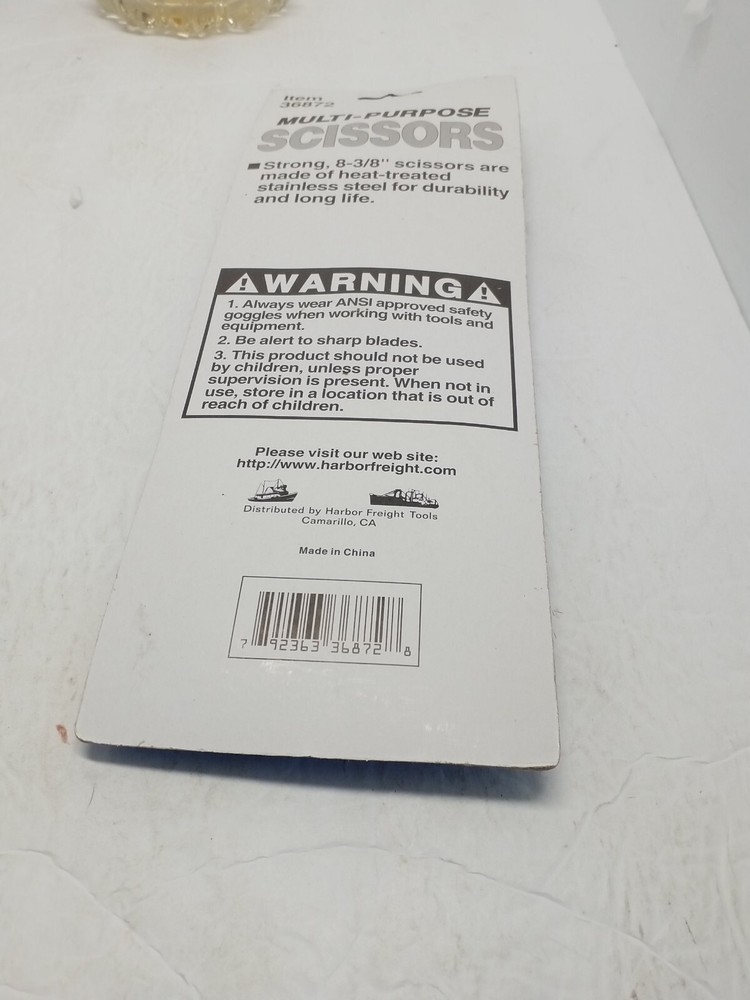 Item
36872
MULTI-PURPOSE
SCISSORS
■ Strong, 8-3/8" scissors are
made of heat-treated
stainless steel for durability
and long life.
WARNING
1. Always wear ANSI approved safety
goggles when working with tools and
equipment.
2. Be alert to sharp blades.
3. This product should not be used
by children, unless proper
supervision is present. When not in
use, store in a location that is out of
reach of children.
Please visit our web site:
http://www.harborfreight.com
Distributed by Harbor Freight Tools
Camarillo, CA
Made in China
7 92363 36872 8